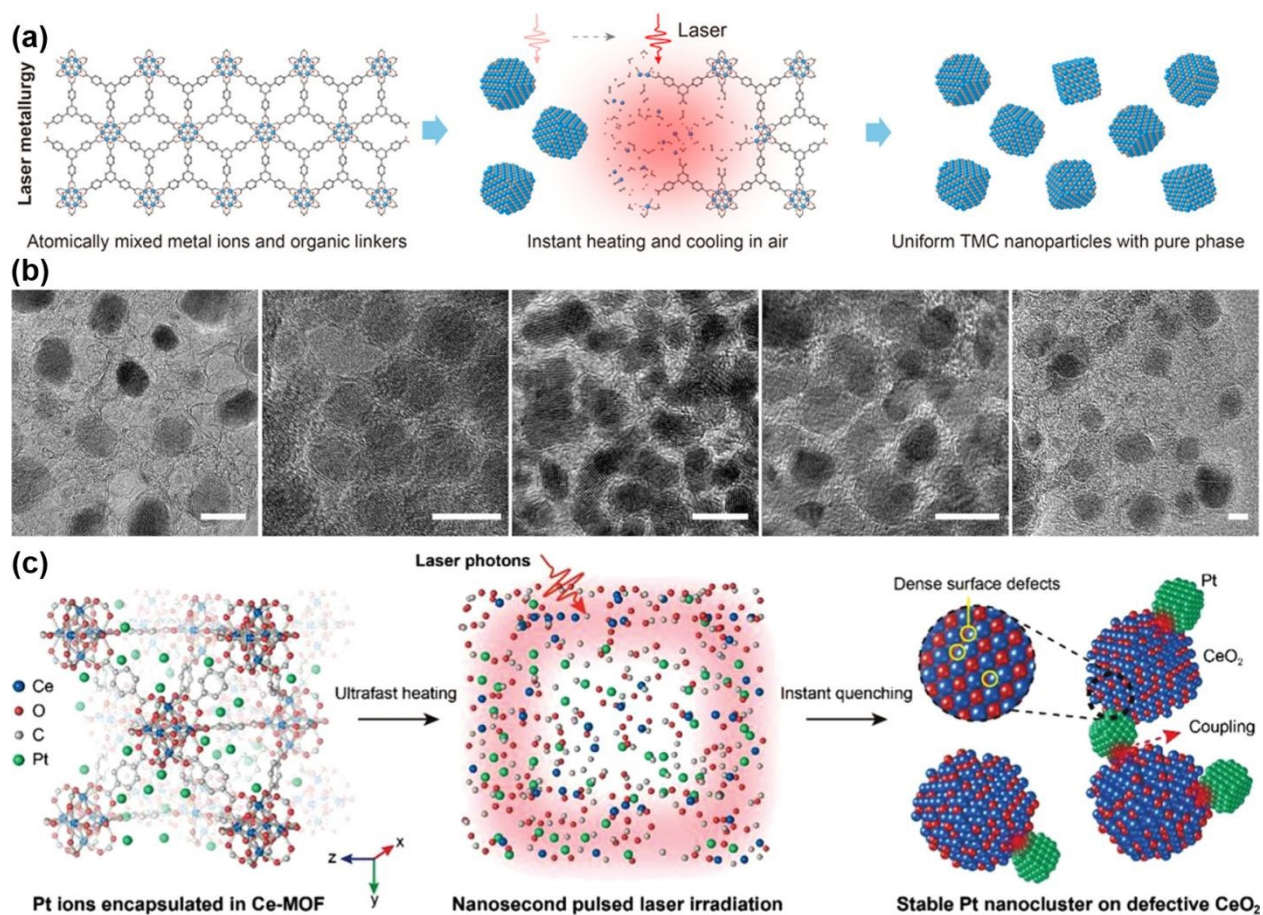 (a)
Laser metallurgy
Laser
Atomically mixed metal ions and organic linkers
Instant heating and cooling in air
Uniform TMC nanoparticles with pure phase
(b)
(c)
Ce
O
C
Pt
z
x
y
Pt ions encapsulated in Ce-MOF
Ultrafast heating
Laser photons
Nanosecond pulsed laser irradiation
Instant quenching
Dense surface defects
Pt
CeO₂
Coupling
Stable Pt nanocluster on defective CeO₂